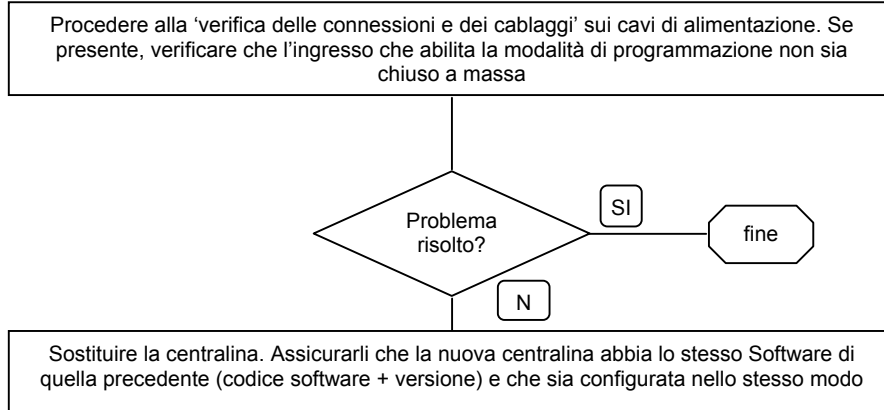 Procedere alla ‘verifica delle connessioni e dei cablaggi’ sui cavi di alimentazione. Se
presente, verificare che l’ingresso che abilita la modalità di programmazione non sia
chiuso a massa
SI
Problema
risolto?
fine
N
Sostituire la centralina. Assicurarli che la nuova centralina abbia lo stesso Software di
quella precedente (codice software + versione) e che sia configurata nello stesso modo